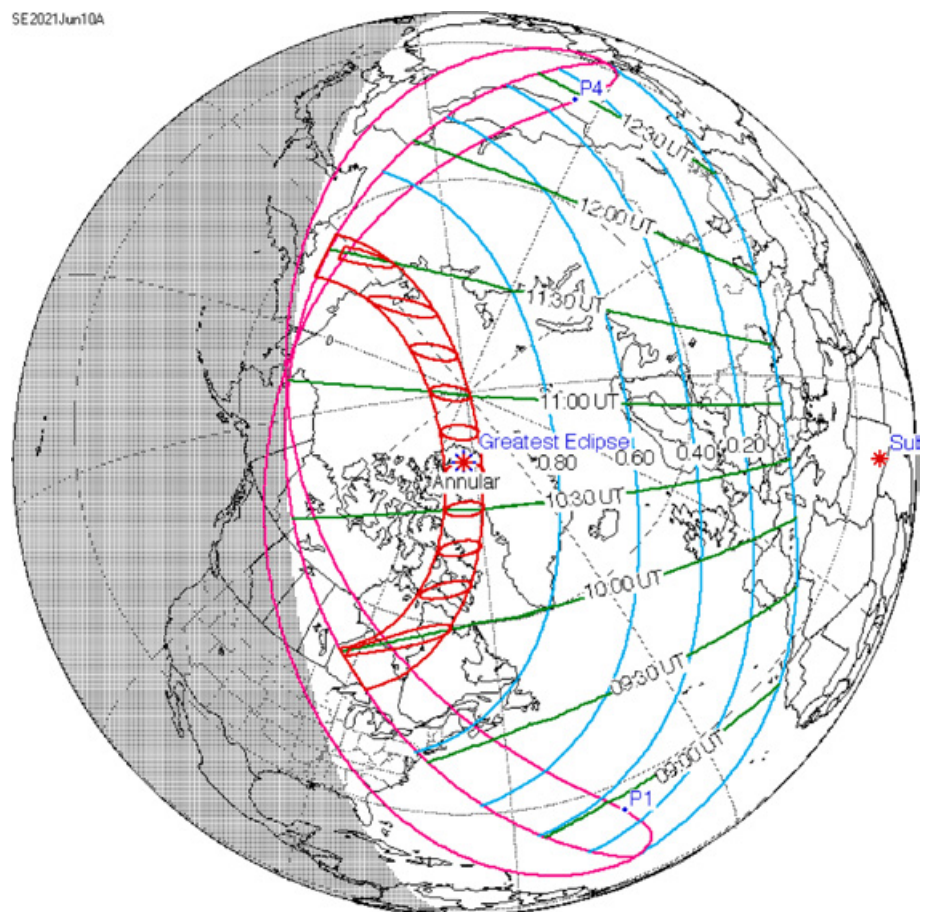 SE2021Jun10A
P4
12:30 UT
12:00 UT
11:30 UT
11:00 UT
Greatest Eclipse
Sub
0.80 0.60 0.40 0.20
Annular
10:30 UT
10:00 UT
09:30 UT
09:00 UT
P1